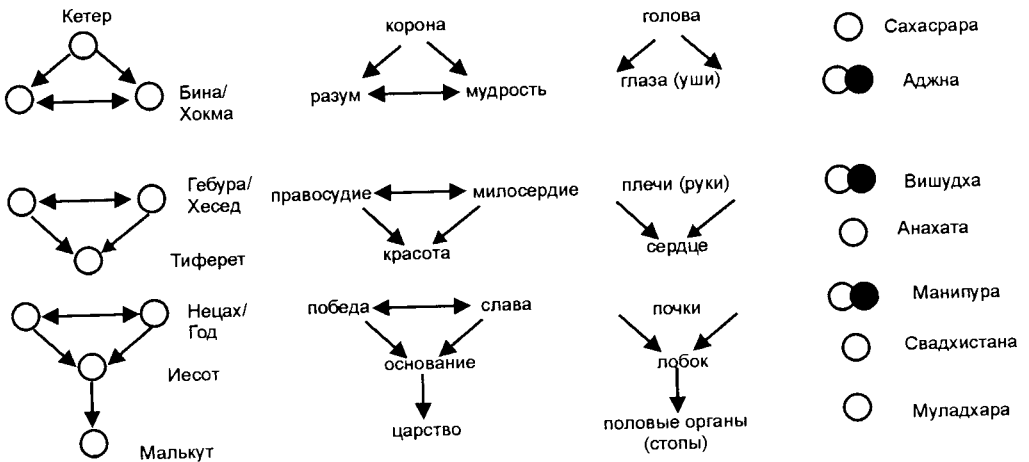 Кетер
Бина/
Хокма
Гебура/
Хесед
Тиферет
Нецах/
Год
Иесот
Малькут
корона
разум
мудрость
правосудие
милосердие
красота
победа
слава
основание
царство
голова
глаза (уши)
плечи (руки)
сердце
почки
лобок
половые органы
(стопы)
Сахасрара
Аджна
Вишудха
Анахата
Манипура
Свадхистана
Муладхара